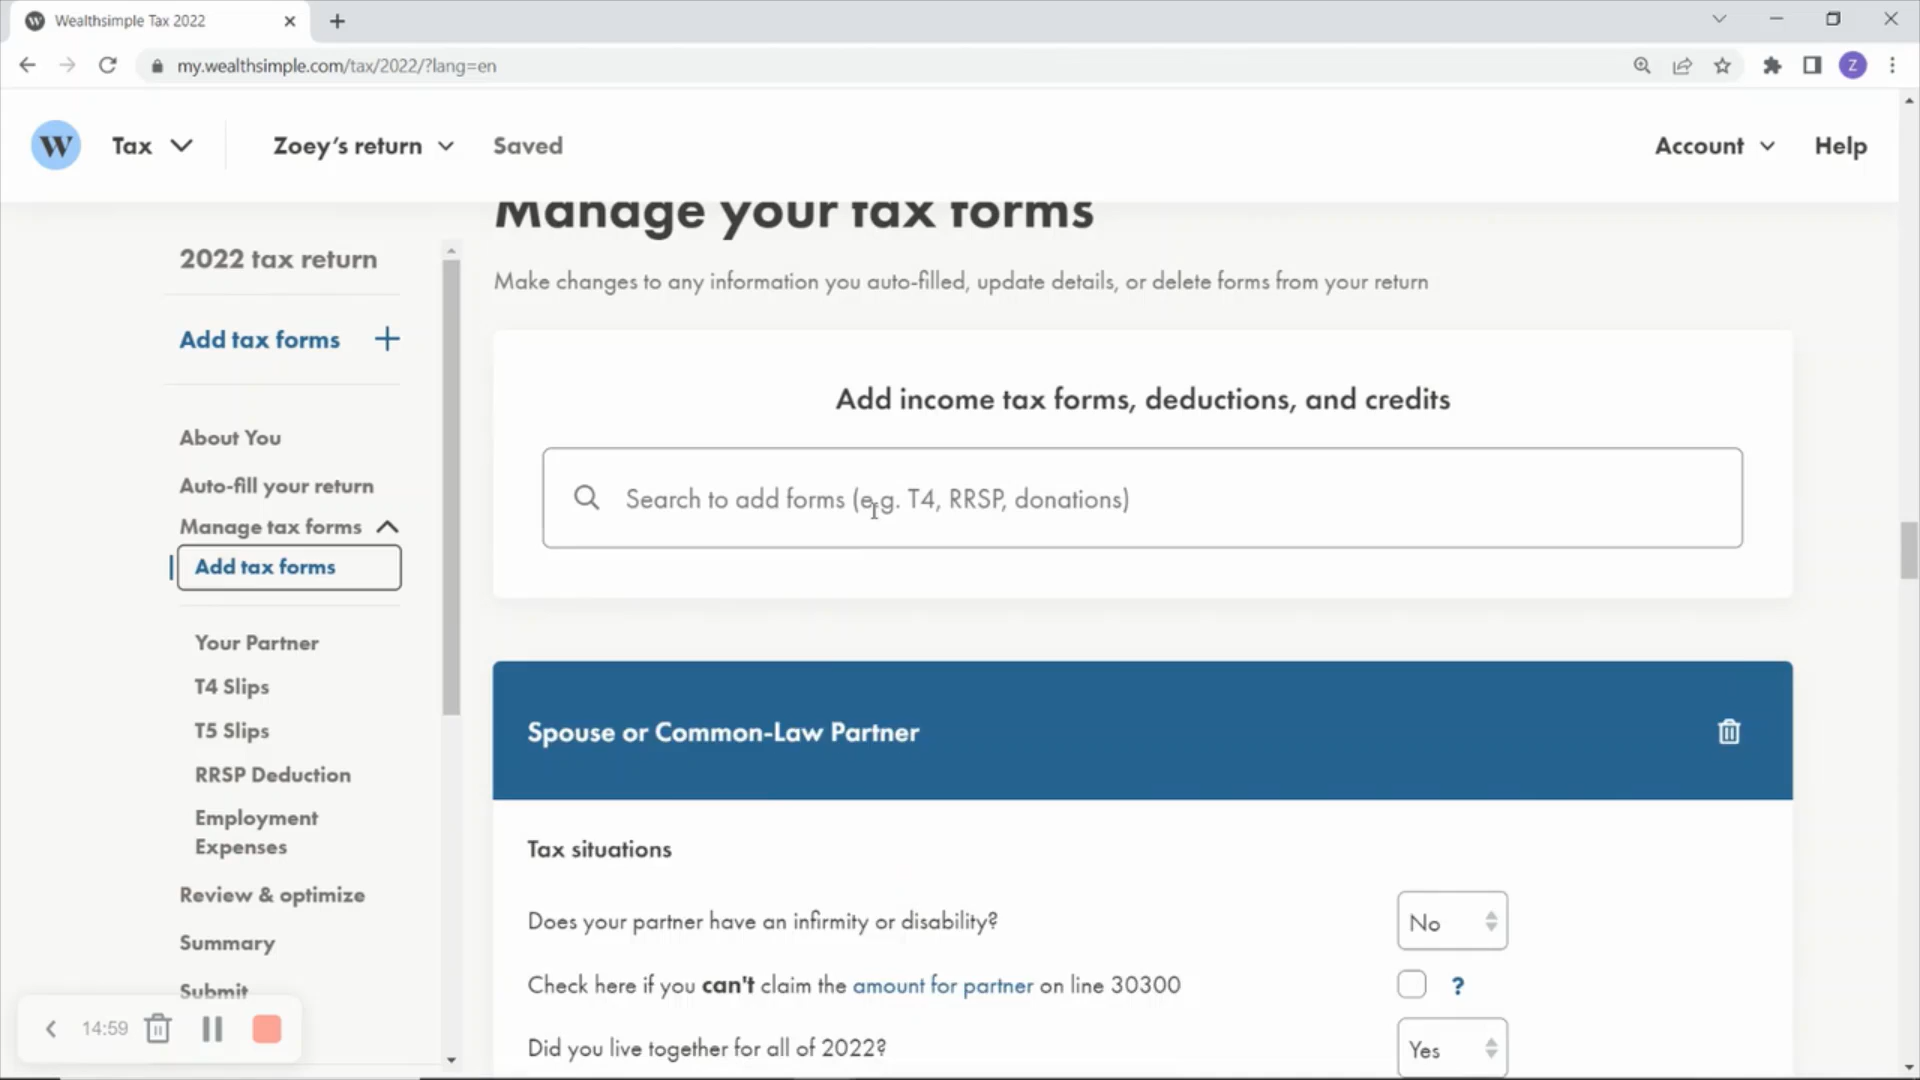 Wealthsimple Tax 2022
my.wealthsimple.com/tax/2022/?lang=en
Z
W
Tax
Zoey's return
Saved
Account
Help
Manage your tax forms
Make changes to any information you auto-filled, update details, or delete forms from your return
2022 tax return
Add tax forms
About You
Auto-fill your return
Manage tax forms
Add tax forms
Your Partner
T4 Slips
T5 Slips
RRSP Deduction
Employment
Expenses
Review & optimize
Summary
Submit
14:59
Add income tax forms, deductions, and credits
Search to add forms (e.g. T4, RRSP, donations)
Spouse or Common-Law Partner
Tax situations
Does your partner have an infirmity or disability?
No
Check here if you can't claim the amount for partner on line 30300
?
Did you live together for all of 2022?
Yes